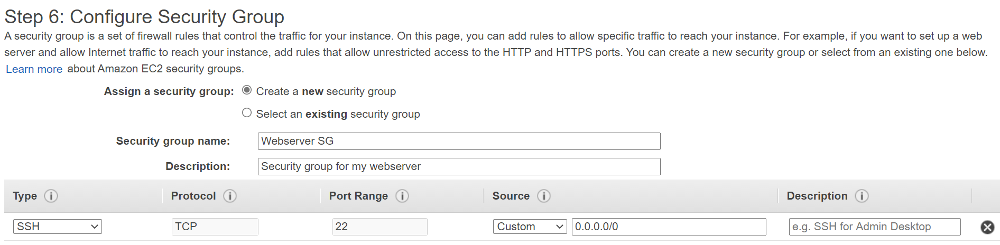 Step 6: Configure Security Group
A security group is a set of firewall rules that control the traffic for your instance. On this page, you can add rules to allow specific traffic to reach your instance. For example, if you want to set up a web
server and allow Internet traffic to reach your instance, add rules that allow unrestricted access to the HTTP and HTTPS ports. You can create a new security group or select from an existing one below.
Learn more about Amazon EC2 security groups.
Assign a security group: Create a new security group
Select an existing security group
Security group name: Webserver SG
Description: Security group for my webserver
Type i Protocol i Port Range i Source i Description i
SSH TCP 22 Custom 0.0.0.0/0 e.g. SSH for Admin Desktop